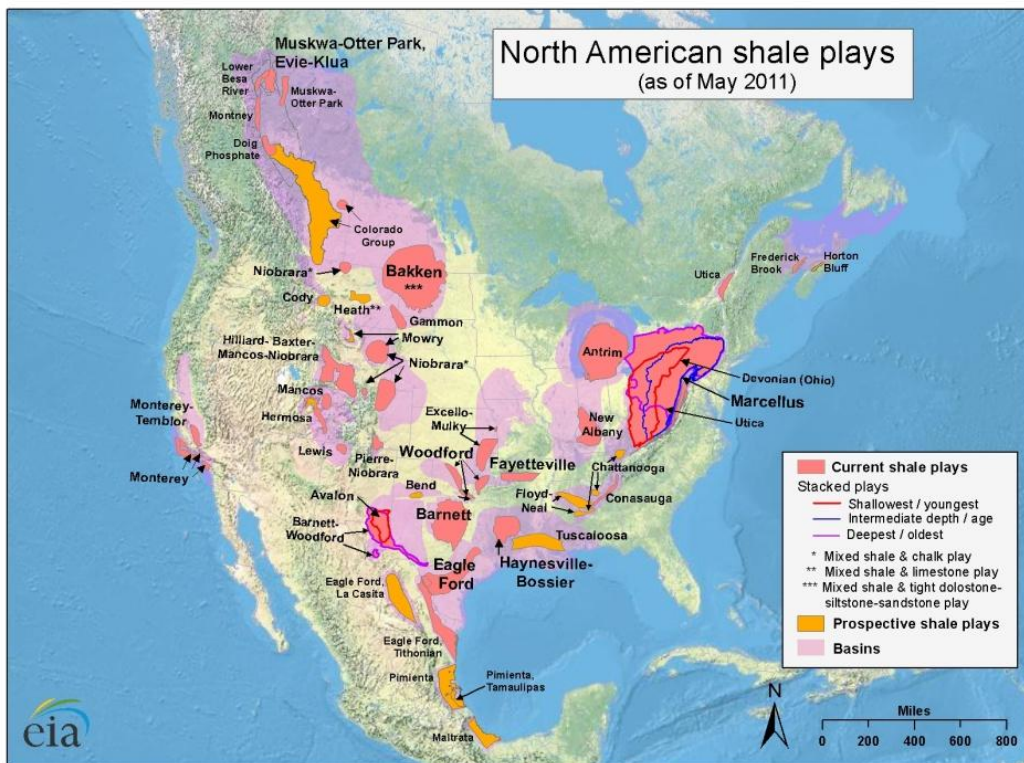 North American shale plays
(as of May 2011)
Muskwa-Otter Park,
Evie-Klua
Lower
Besa
River
Muskwa-
Otter Park
Montney
Doig
Phosphate
Colorado
Group
Niobrara*
Bakken
***
Cody
Heath**
Gammon
Mowry
Hilliard- Baxter-
Mancos-Niobrara
Niobrara*
Mancos
Hermosa
Lewis
Pierre-
Niobrara
Monterey-
Temblor
Monterey
Excello-
Mulky
Woodford
Fayetteville
Bend
Avalon
Barnett
Barnett-
Woodford
Eagle
Ford
Haynesville-
Bossier
Tuscaloosa
Floyd-
Neal
Conasauga
Chattanooga
New
Albany
Antrim
Devonian (Ohio)
Marcellus
Utica
Utica
Frederick
Brook
Horton
Bluff
Eagle Ford,
La Casita
Eagle Ford,
Tithonian
Pimienta
Pimienta,
Tamaulipas
Maltrata
Current shale plays
Stacked plays
Shallowest / youngest
Intermediate depth / age
Deepest / oldest
* Mixed shale & chalk play
** Mixed shale & limestone play
*** Mixed shale & tight dolostone-
siltstone-sandstone play
Prospective shale plays
Basins
N
Miles
0 200 400 600 800
eia